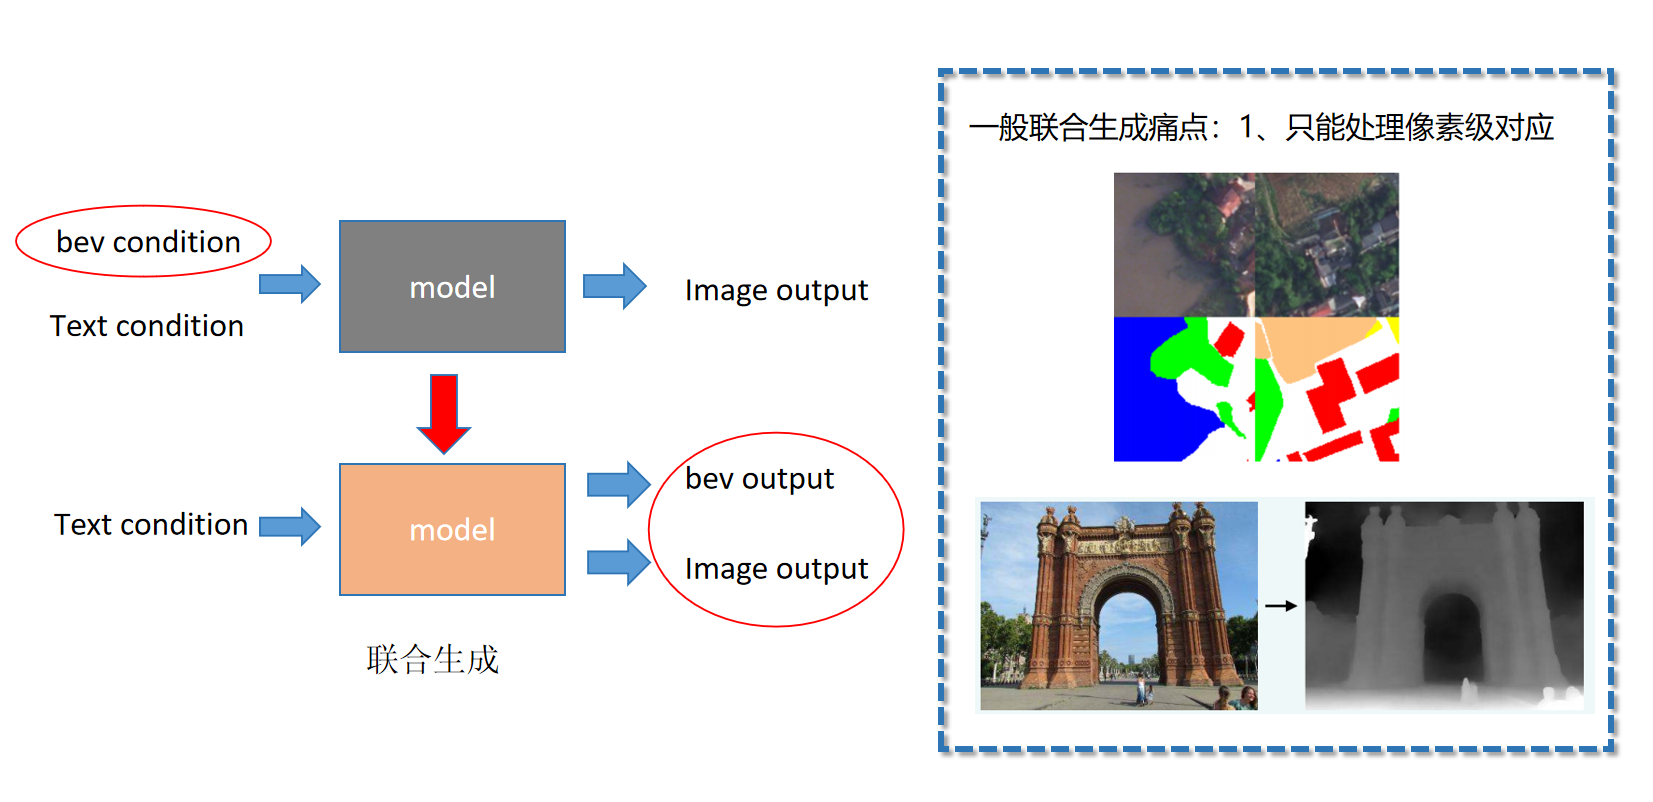 bev condition
Text condition
model
Image output
Text condition
model
bev output
Image output
联合生成
一般联合生成痛点：1、只能处理像素级对应